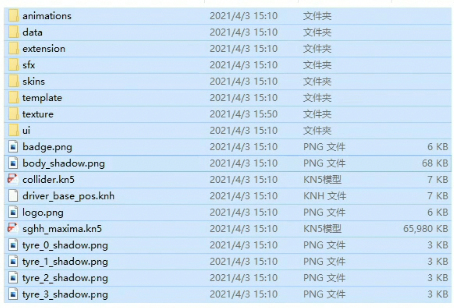 animations 2021/4/3 15:10 文件夹
data 2021/4/3 15:10 文件夹
extension 2021/4/3 15:10 文件夹
sfx 2021/4/3 15:10 文件夹
skins 2021/4/3 15:10 文件夹
template 2021/4/3 15:10 文件夹
texture 2021/4/3 15:50 文件夹
ui 2021/4/3 15:10 文件夹
badge.png 2021/4/3 15:10 PNG 文件 6 KB
body_shadow.png 2021/4/3 15:10 PNG 文件 68 KB
collider.kn5 2021/4/3 15:10 KN5模型 7 KB
driver_base_pos.knh 2021/4/3 15:10 KNH 文件 7 KB
logo.png 2021/4/3 15:10 PNG 文件 6 KB
sghh_maxima.kn5 2021/4/3 15:10 KN5模型 65,980 KB
tyre_0_shadow.png 2021/4/3 15:10 PNG 文件 3 KB
tyre_1_shadow.png 2021/4/3 15:10 PNG 文件 3 KB
tyre_2_shadow.png 2021/4/3 15:10 PNG 文件 3 KB
tyre_3_shadow.png 2021/4/3 15:10 PNG 文件 3 KB